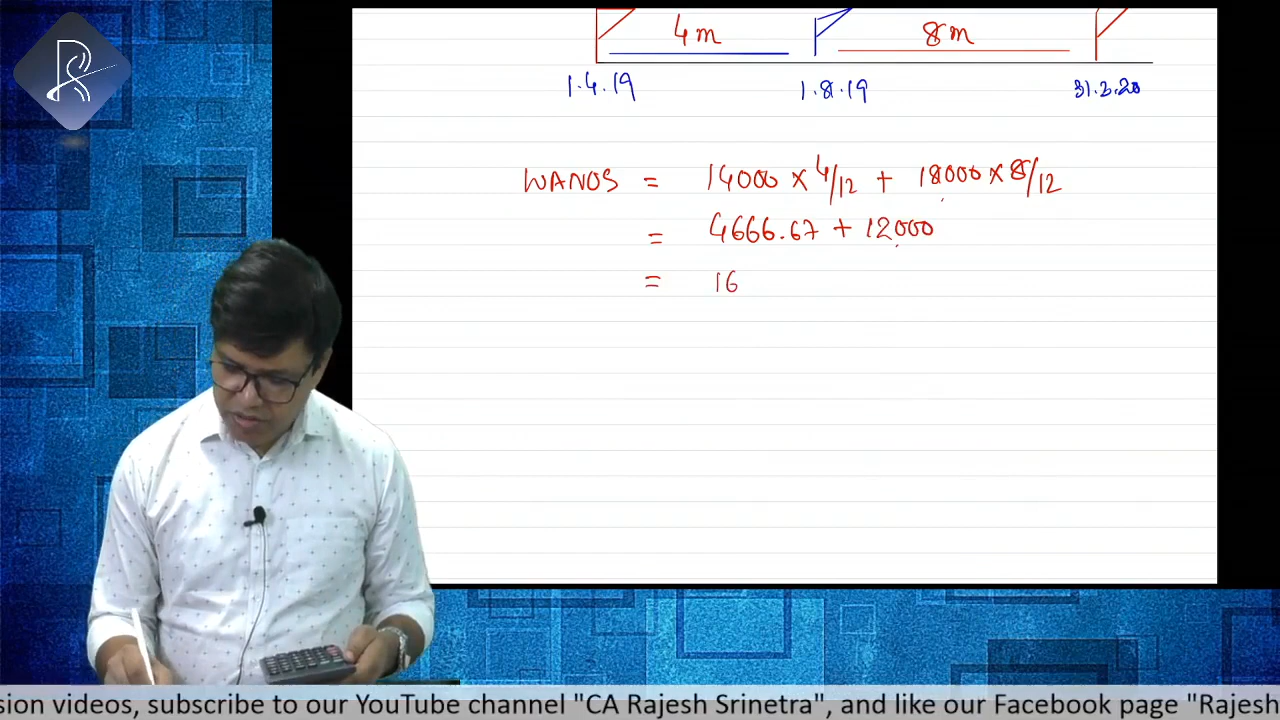 4m 8m
1.4.19 1.8.19 31.3.20
WANOS = 14000 × 4/12 + 18000 × 8/12
= 4666.67 + 12000
= 16
sion videos, subscribe to our YouTube channel "CA Rajesh Srinetra", and like our Facebook page "Rajesh